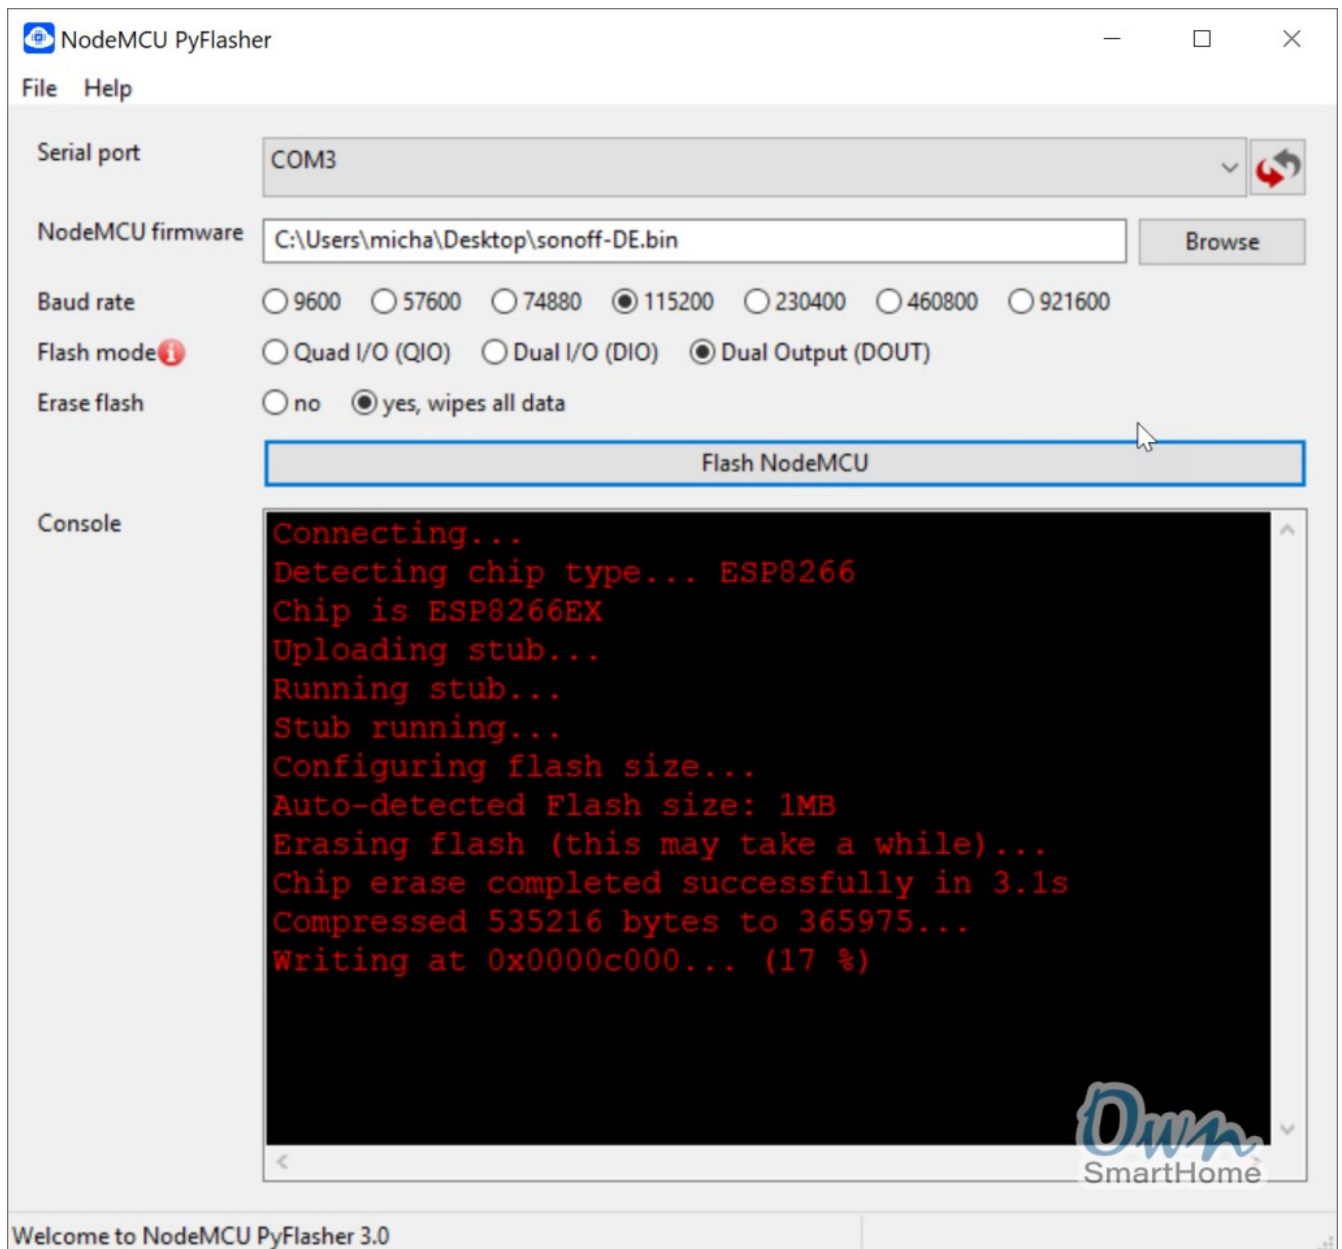 NodeMCU PyFlasher
File Help
Serial port COM3
NodeMCU firmware C:\Users\micha\Desktop\sonoff-DE.bin Browse
Baud rate 9600 57600 74880 115200 230400 460800 921600
Flash mode Quad I/O (QIO) Dual I/O (DIO) Dual Output (DOUT)
Erase flash no yes, wipes all data
Flash NodeMCU
Console
Connecting...
Detecting chip type... ESP8266
Chip is ESP8266EX
Uploading stub...
Running stub...
Stub running...
Configuring flash size...
Auto-detected Flash size: 1MB
Erasing flash (this may take a while)...
Chip erase completed successfully in 3.1s
Compressed 535216 bytes to 365975...
Writing at 0x0000c000... (17 %)
Own
SmartHome
Welcome to NodeMCU PyFlasher 3.0